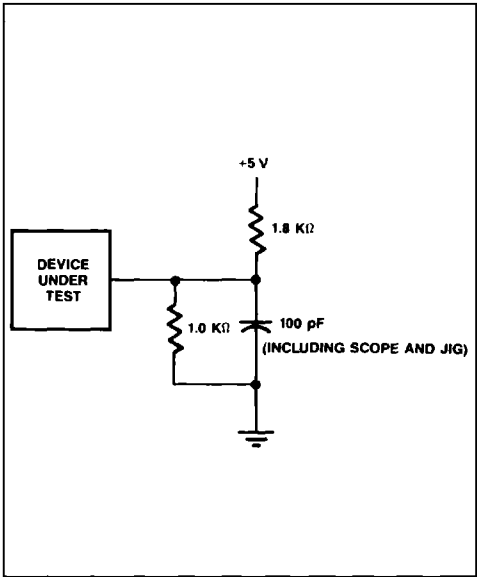 +5 V
1.8 KΩ
DEVICE
UNDER
TEST
1.0 KΩ
100 pF
(INCLUDING SCOPE AND JIG)